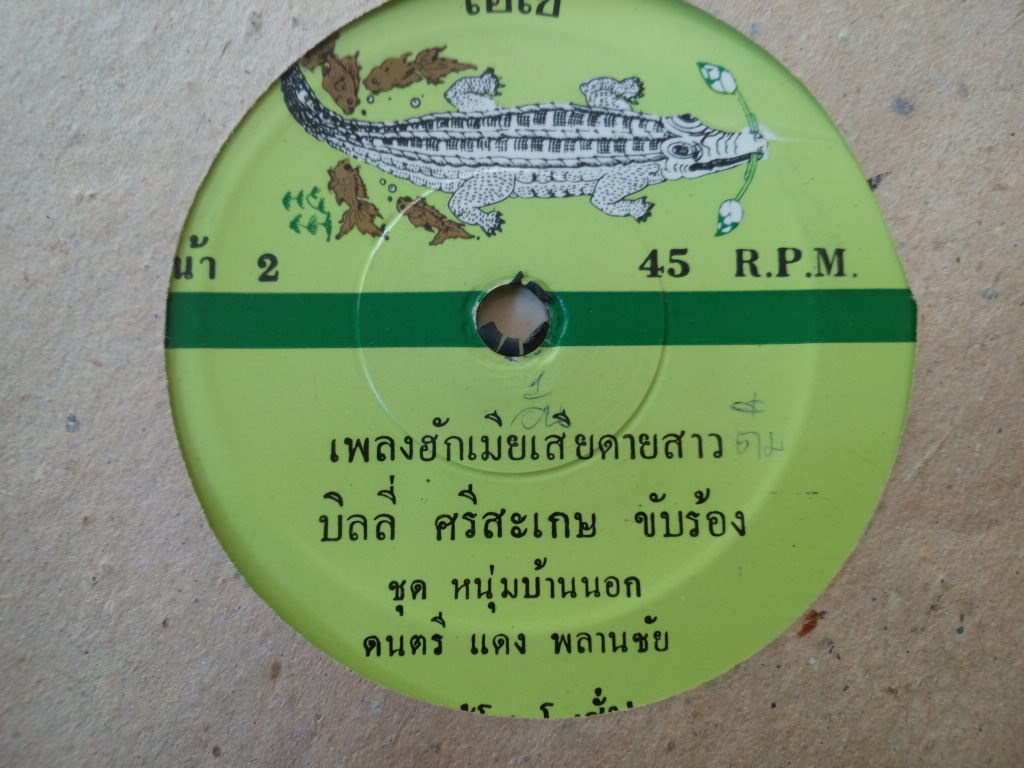 น้า 2 45 R.P.M.
เพลงฮักเมียเสียดายสาว
บิลลี่ ศรีสะเกษ ขับร้อง
ชุด หนุ่มบ้านนอก
ดนตรี แดง พลานชัย